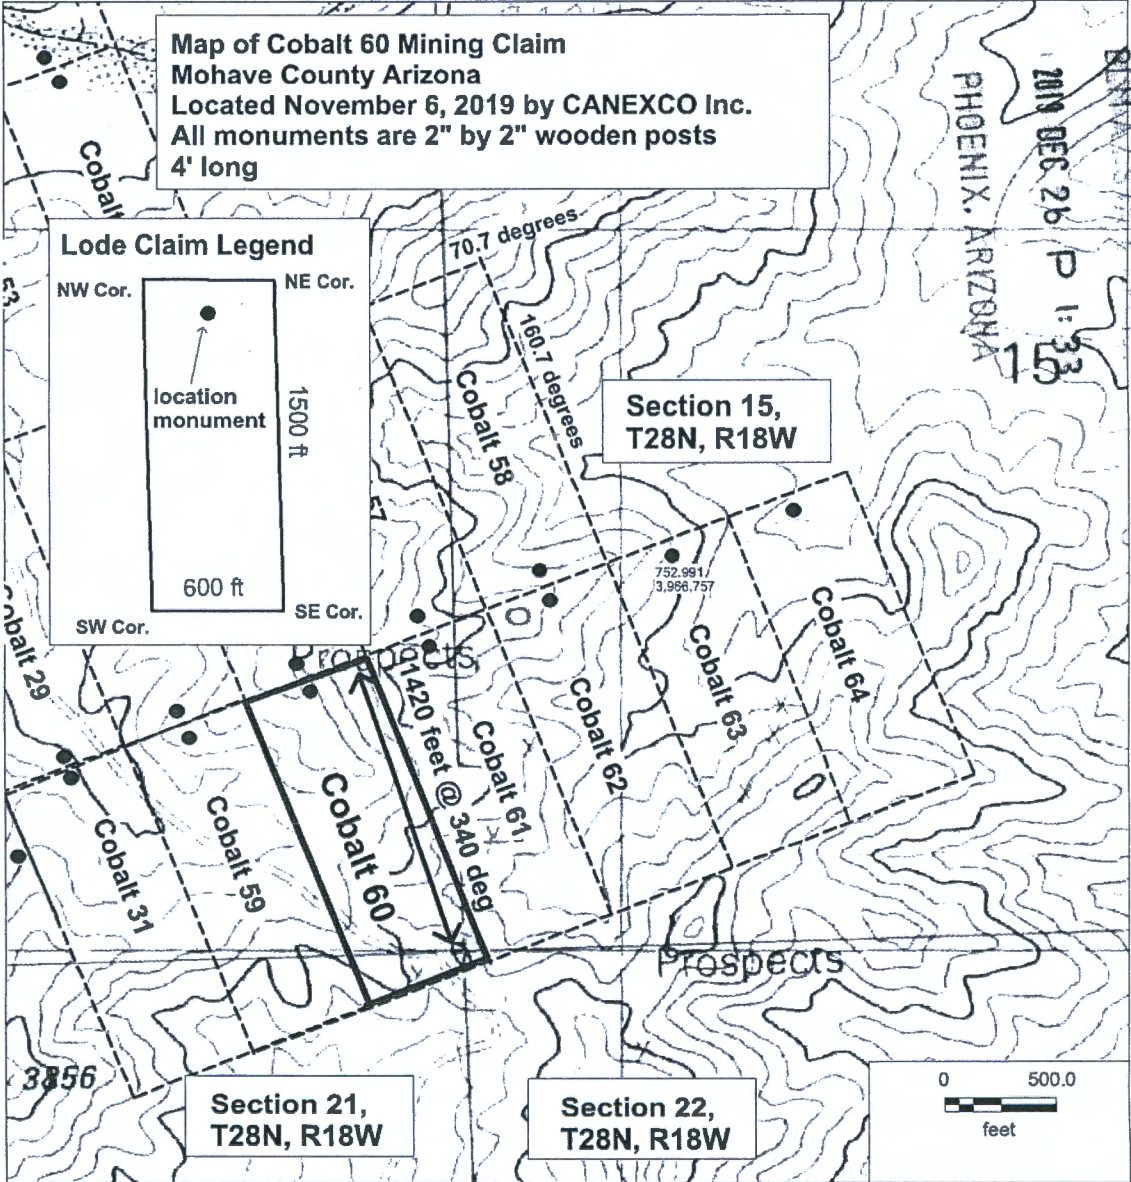 Map of Cobalt 60 Mining Claim
Mohave County Arizona
Located November 6, 2019 by CANEXCO Inc.
All monuments are 2" by 2" wooden posts
4' long
PHOENIX, ARIZONA
2019 DEC 26 P 1:33
15
Cobalt
53
Lode Claim Legend
NW Cor.
NE Cor.
location
monument
1500 ft
600 ft
SW Cor.
SE Cor.
70.7 degrees
160.7 degrees
Cobalt 58
57
Section 15,
T28N, R18W
752.991/
3,966.757
Cobalt 29
Prospects
Cobalt 31
Cobalt 59
Cobalt 60
1420 feet @ 340 deg
Cobalt 61
Cobalt 62
Cobalt 63
Cobalt 64
Prospects
Section 21,
T28N, R18W
Section 22,
T28N, R18W
0 500.0
feet